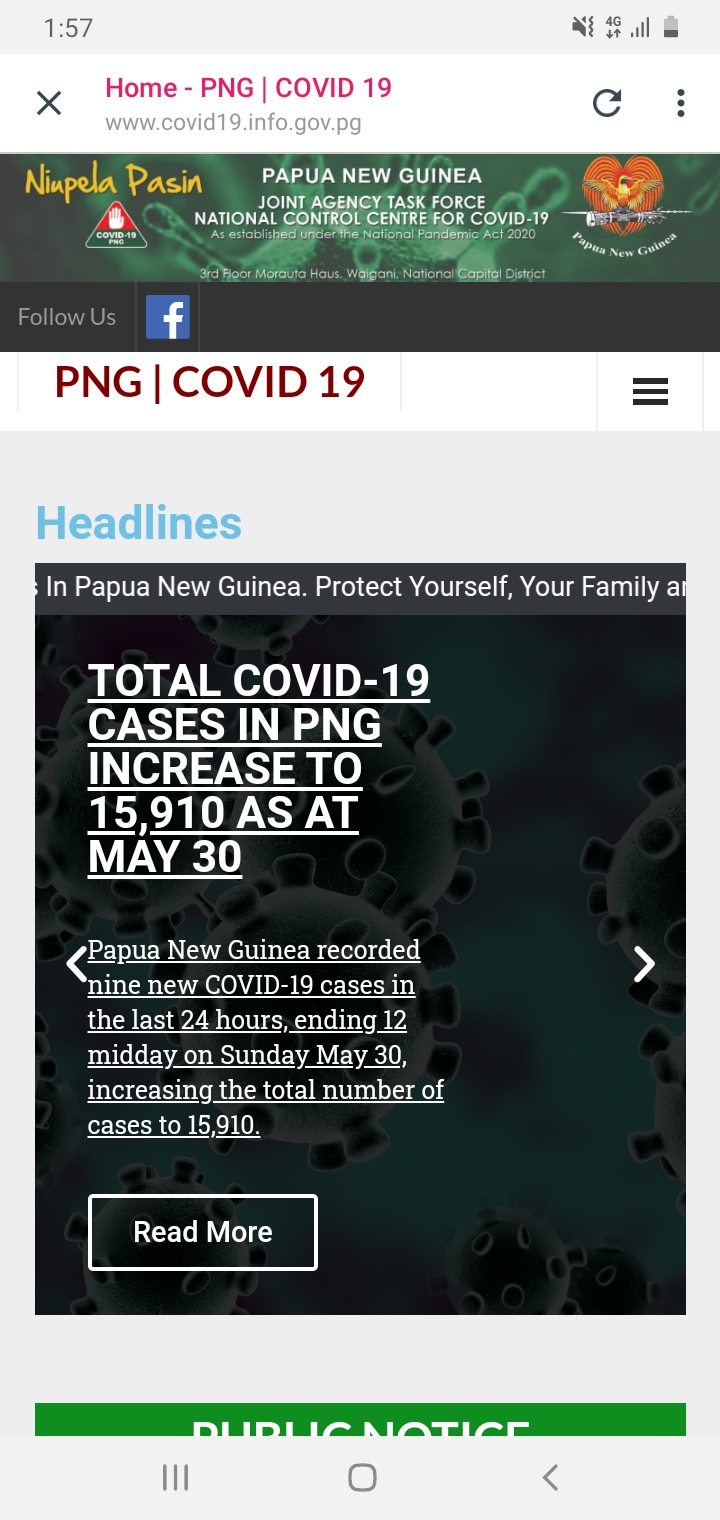 1:57
4G
Home - PNG | COVID 19
www.covid19.info.gov.pg
Niupela Pasin
COVID-19
PNG
PAPUA NEW GUINEA
JOINT AGENCY TASK FORCE
NATIONAL CONTROL CENTRE FOR COVID-19
As established under the National Pandemic Act 2020
3rd Floor Morauta Haus, Waigani, National Capital District
Papua New Guinea
Follow Us
f
PNG | COVID 19
Headlines
s In Papua New Guinea. Protect Yourself, Your Family ar
TOTAL COVID-19
CASES IN PNG
INCREASE TO
15,910 AS AT
MAY 30
Papua New Guinea recorded
nine new COVID-19 cases in
the last 24 hours, ending 12
midday on Sunday May 30,
increasing the total number of
cases to 15,910.
Read More
PUBLIC NOTICE